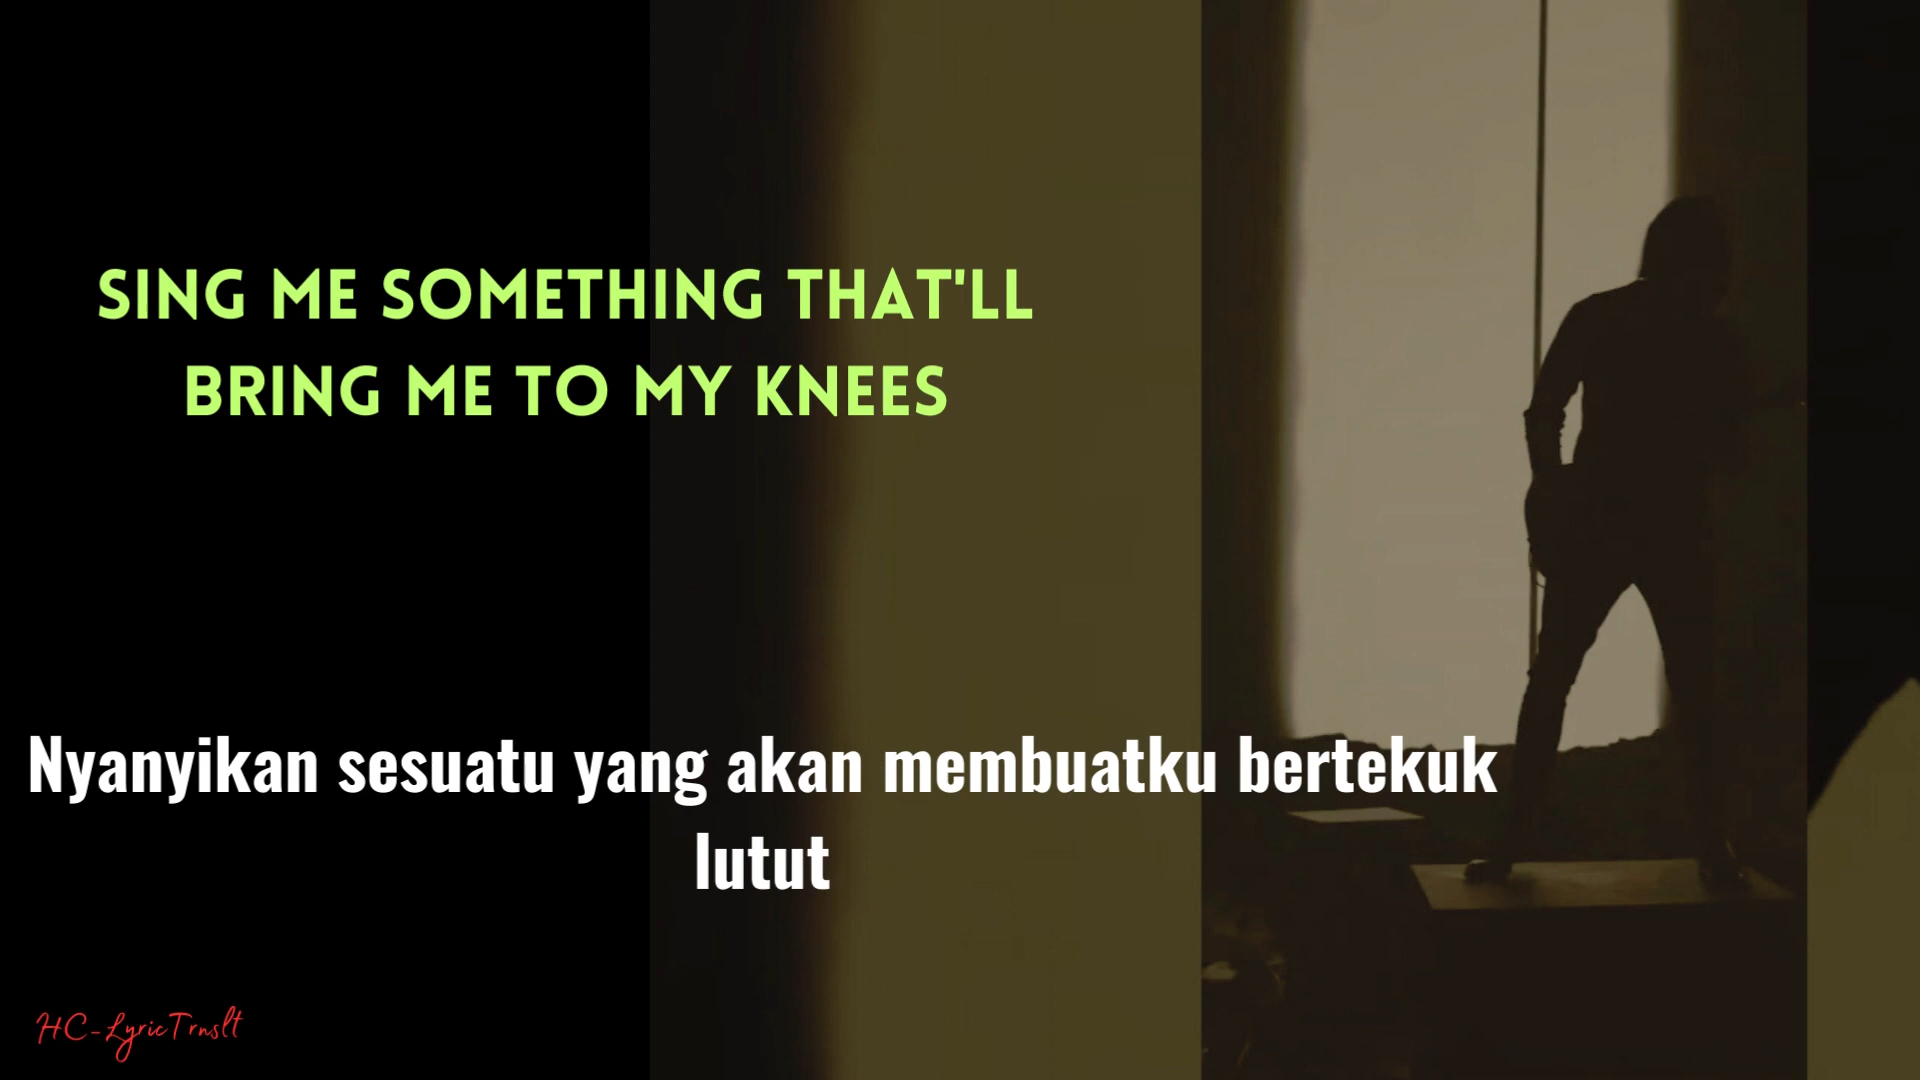 SING ME SOMETHING THAT'LL
BRING ME TO MY KNEES
Nyanyikan sesuatu yang akan membuatku bertekuk
lutut
HC-LyricTrnslt